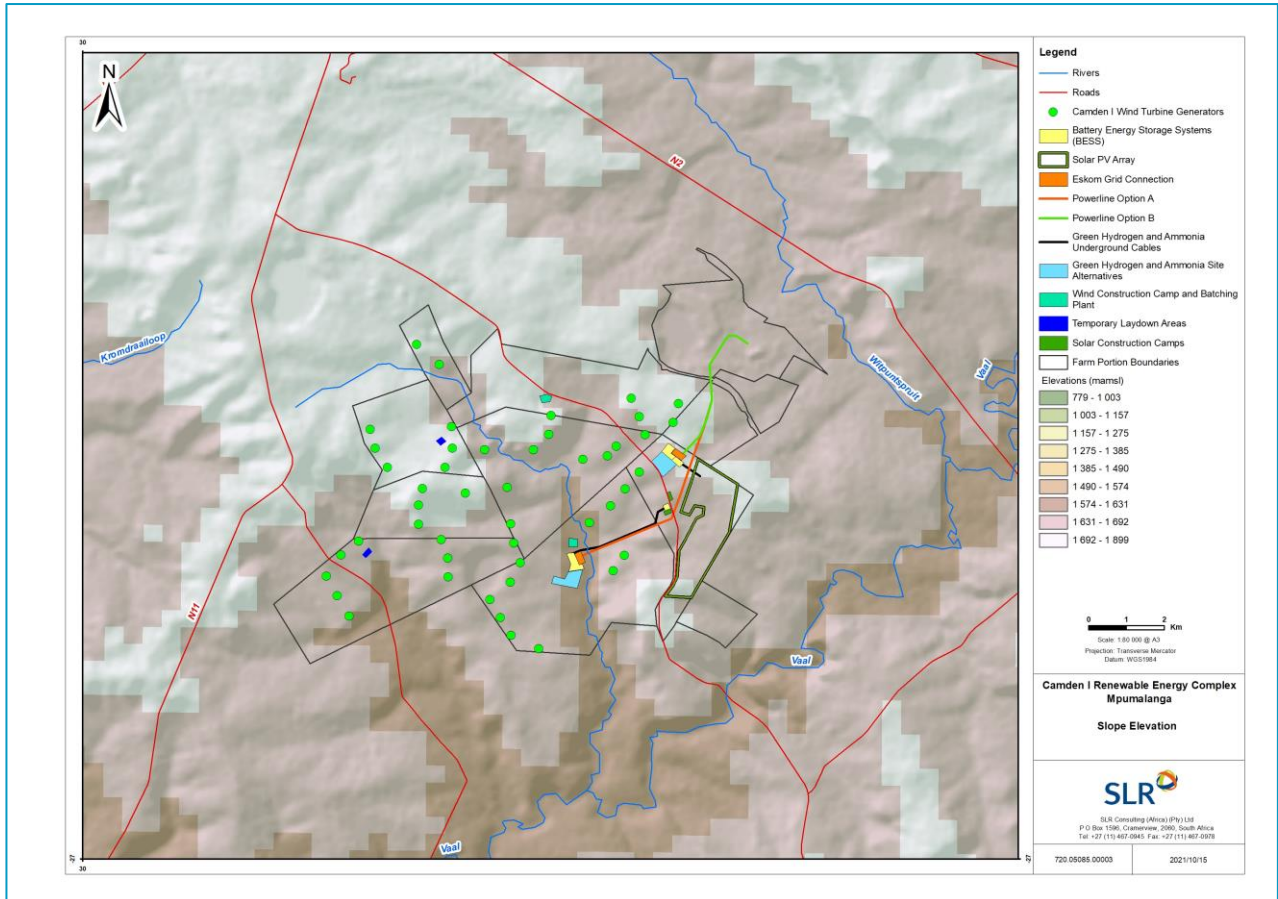 30
N
N2
Kromdraailoop
Witpuntspruit
Vaal
N11
Vaal
Vaal
-27
30
-27
Legend
Rivers
Roads
Camden I Wind Turbine Generators
Battery Energy Storage Systems
(BESS)
Solar PV Array
Eskom Grid Connection
Powerline Option A
Powerline Option B
Green Hydrogen and Ammonia
Underground Cables
Green Hydrogen and Ammonia Site
Alternatives
Wind Construction Camp and Batching
Plant
Temporary Laydown Areas
Solar Construction Camps
Farm Portion Boundaries
Elevations (mamsl)
779 - 1 003
1 003 - 1 157
1 157 - 1 275
1 275 - 1 385
1 385 - 1 490
1 490 - 1 574
1 574 - 1 631
1 631 - 1 692
1 692 - 1 899
0 1 2
Km
Scale: 1:80 000 @ A3
Projection: Transverse Mercator
Datum: WGS1984
Camden I Renewable Energy Complex
Mpumalanga
Slope Elevation
SLR
SLR Consulting (Africa) (Pty) Ltd
P O Box 1596, Cramerview, 2060, South Africa
Tel: +27 (11) 467-0945 Fax: +27 (11) 467-0978
720.05085.00003
2021/10/15